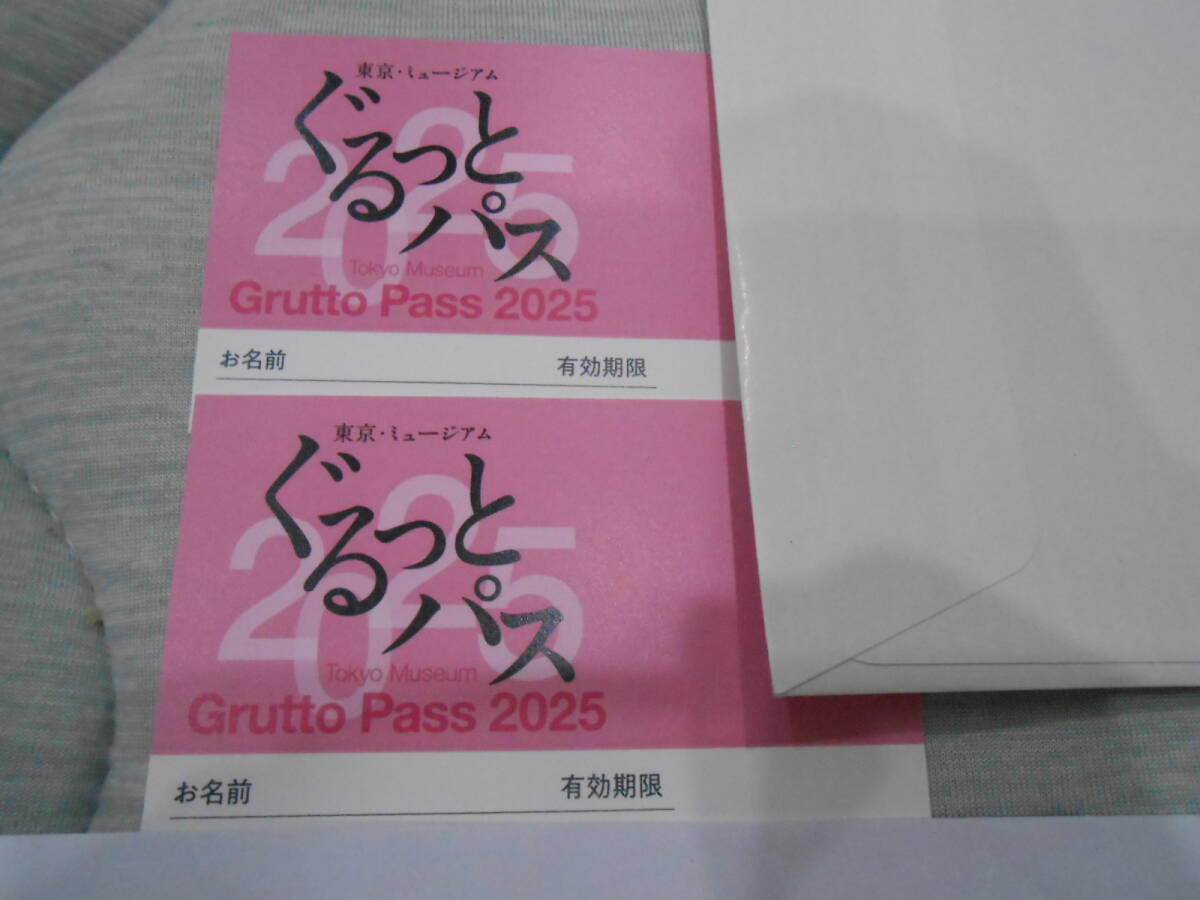 東京・ミュージアム
ぐるっと
パス
2025
Tokyo Museum
Grutto Pass 2025
お名前 有効期限
東京・ミュージアム
ぐるっと
パス
2025
Tokyo Museum
Grutto Pass 2025
お名前 有効期限